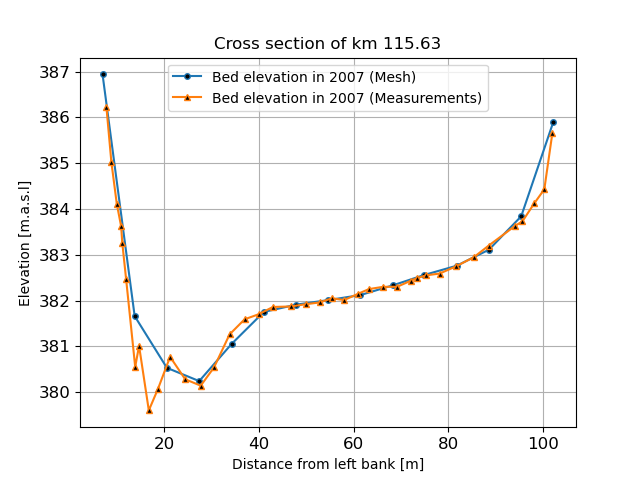 Cross section of km 115.63
Bed elevation in 2007 (Mesh)
Bed elevation in 2007 (Measurements)
Elevation [m.a.s.l]
387
386
385
384
383
382
381
380
20 40 60 80 100
Distance from left bank [m]